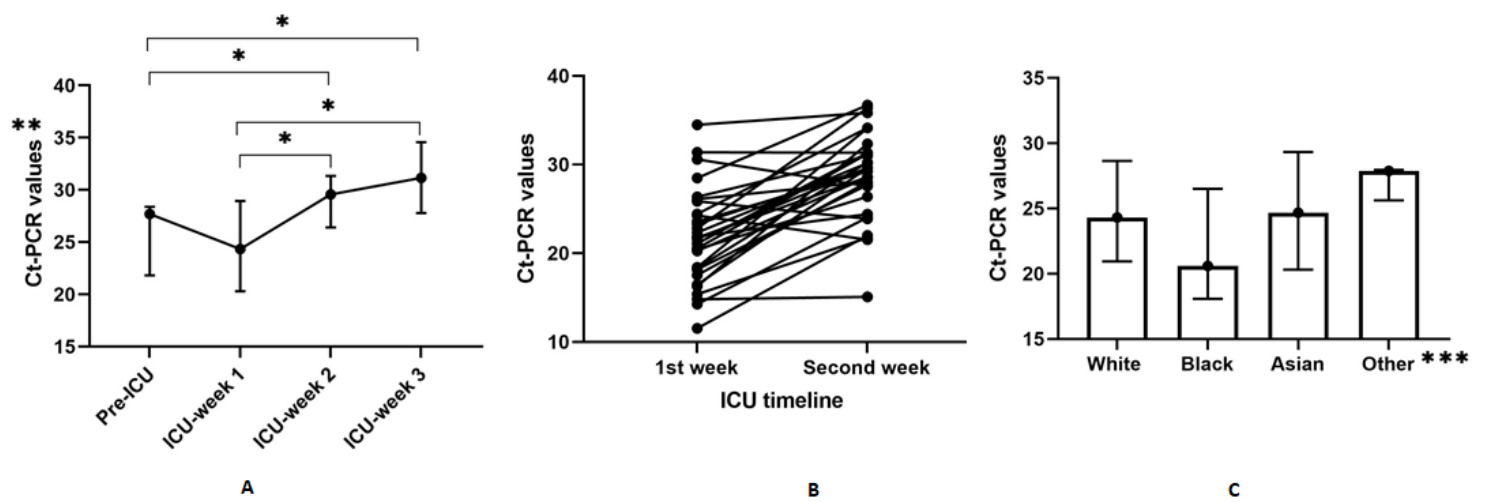 *
*
*
*
Ct-PCR values **
40
35
30
25
20
15
Pre-ICU
ICU-week 1
ICU-week 2
ICU-week 3
A
Ct-PCR values
40
30
20
10
1st week
Second week
ICU timeline
B
Ct-PCR values
35
30
25
20
15
White
Black
Asian
Other ***
C